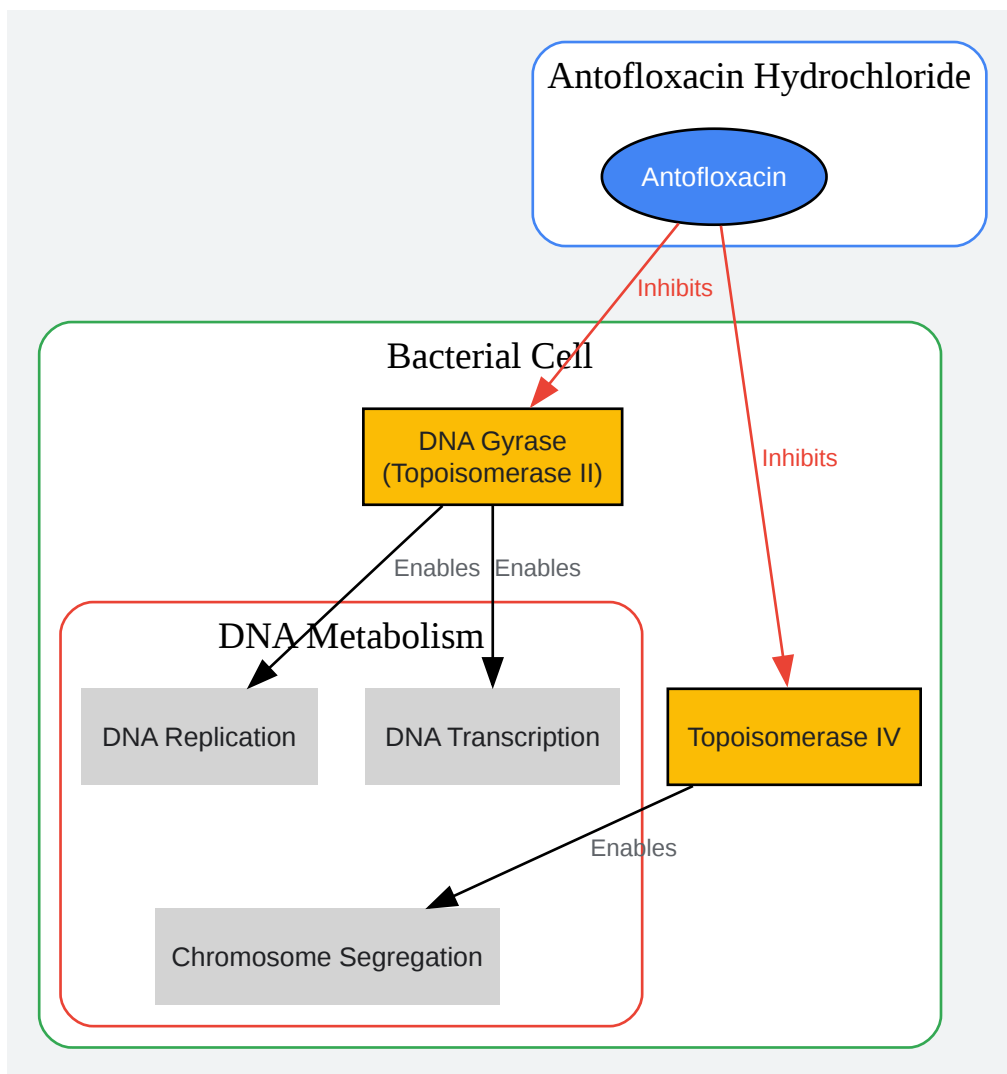 Antofloxacin Hydrochloride
Antofloxacin
Inhibits
Bacterial Cell
DNA Gyrase
(Topoisomerase II)
Inhibits
Enables
Enables
DNA Metabolism
DNA Replication
DNA Transcription
Topoisomerase IV
Enables
Chromosome Segregation